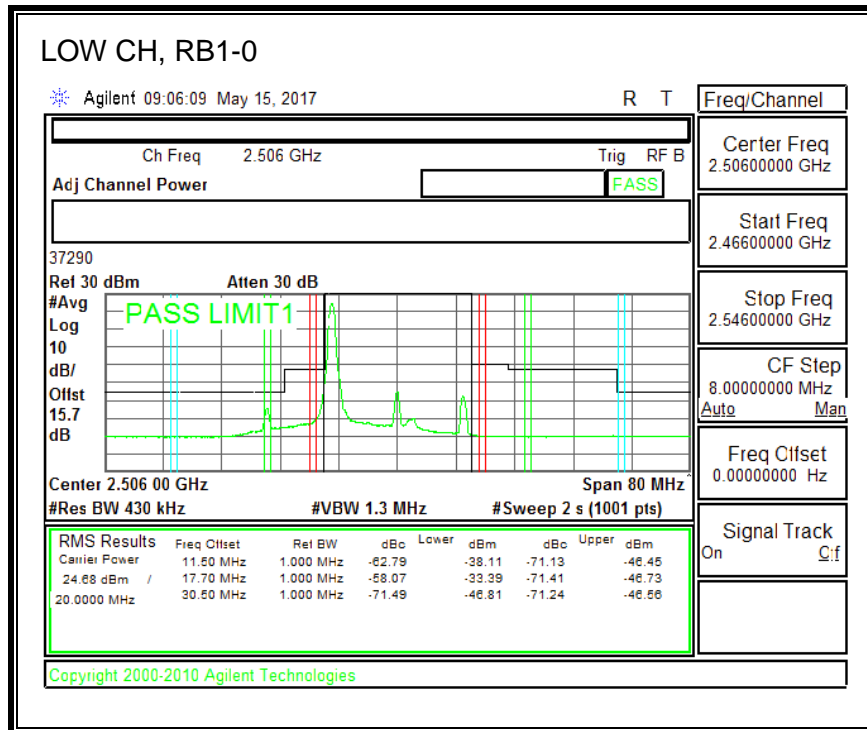 LOW CH, RB1-0
Agilent 09:06:09 May 15, 2017 R T
Freq/Channel
Ch Freq 2.506 GHz Trig RF B
Adj Channel Power PASS
Center Freq
2.50600000 GHz
Start Freq
2.46600000 GHz
Stop Freq
2.54600000 GHz
CF Step
8.00000000 MHz
Auto Man
Freq Offset
0.00000000 Hz
Signal Track
On Off
37290
Ref 30 dBm Atten 30 dB
#Avg
Log
10
dB/
Offst
15.7
dB
PASS LIMIT1
Center 2.506 00 GHz Span 80 MHz
#Res BW 430 kHz #VBW 1.3 MHz #Sweep 2 s (1001 pts)
RMS Results Freq Offset Ref BW dBc Lower dBm dBc Upper dBm
Carrier Power 11.50 MHz 1.000 MHz -62.79 -38.11 -71.13 -46.45
24.68 dBm / 17.70 MHz 1.000 MHz -58.07 -33.39 -71.41 -46.73
20.0000 MHz 30.50 MHz 1.000 MHz -71.49 -46.81 -71.24 -46.56
Copyright 2000-2010 Agilent Technologies